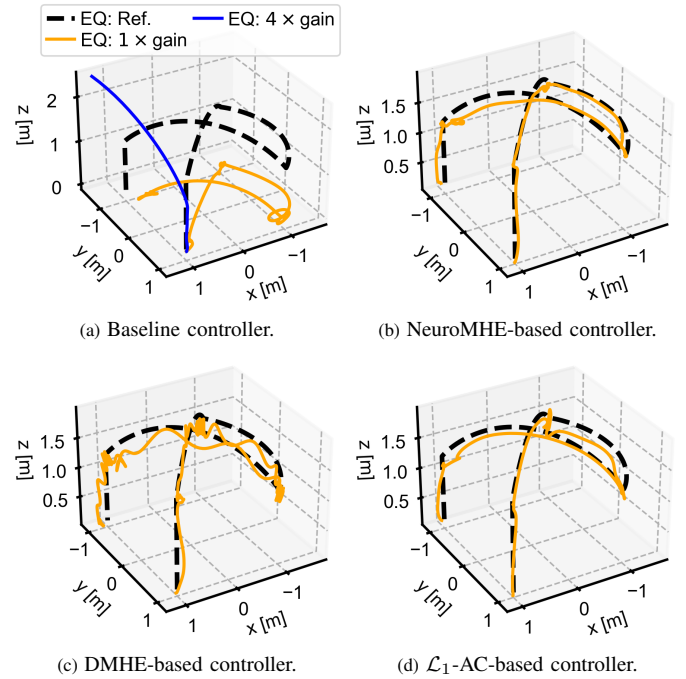 EQ: Ref.
EQ: 4 × gain
EQ: 1 × gain
z [m]
2
1
0
−1
0
1
y [m]
1
0
−1
x [m]
(a) Baseline controller.
z [m]
1.5
1.0
0.5
−1
0
1
y [m]
1
0
−1
x [m]
(b) NeuroMHE-based controller.
z [m]
1.5
1.0
0.5
−1
0
1
y [m]
1
0
−1
x [m]
(c) DMHE-based controller.
z [m]
1.5
1.0
0.5
−1
0
1
y [m]
1
0
−1
x [m]
(d) ℒ₁-AC-based controller.